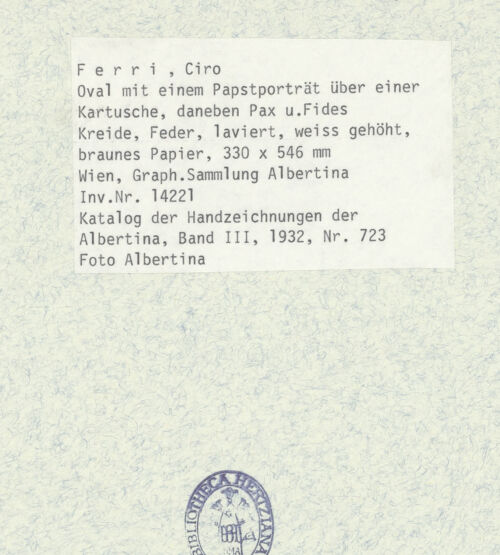 F e r r i , Ciro
Oval mit einem Papstporträt über einer
Kartusche, daneben Pax u.Fides
Kreide, Feder, laviert, weiss gehöht,
braunes Papier, 330 x 546 mm
Wien, Graph.Sammlung Albertina
Inv.Nr. 14221
Katalog der Handzeichnungen der
Albertina, Band III, 1932, Nr. 723
Foto Albertina
BIBLIOTHECA HERTZIANA